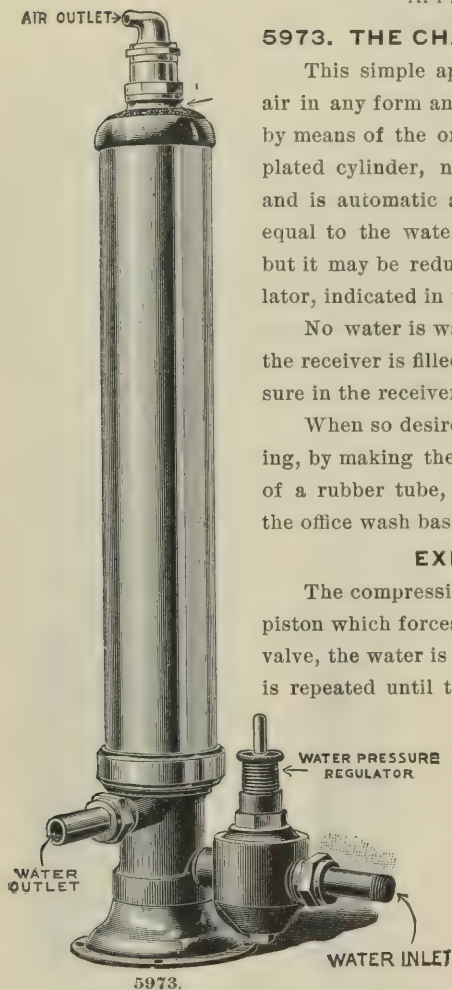 AIR OUTLET
5973. THE CH
This simple ap
air in any form an
by means of the o
plated cylinder, n
and is automatic a
equal to the wate
but it may be redu
lator, indicated in
No water is w
the receiver is fille
sure in the receiver
When so desire
ing, by making the
of a rubber tube,
the office wash bas
EX
The compressi
piston which forces
valve, the water is
is repeated until t
WATER PRESSURE
REGULATOR
WATER
OUTLET
WATER INLET
5973.